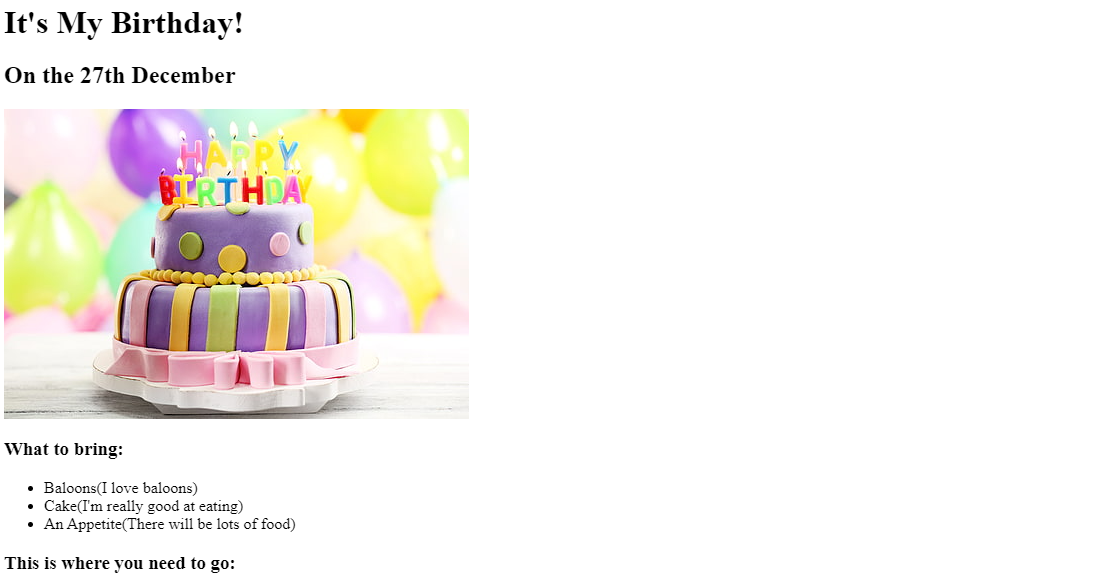 It's My Birthday!
On the 27th December
HAPPY
BIRTHDAY
What to bring:
Baloons(I love baloons)
Cake(I'm really good at eating)
An Appetite(There will be lots of food)
This is where you need to go: